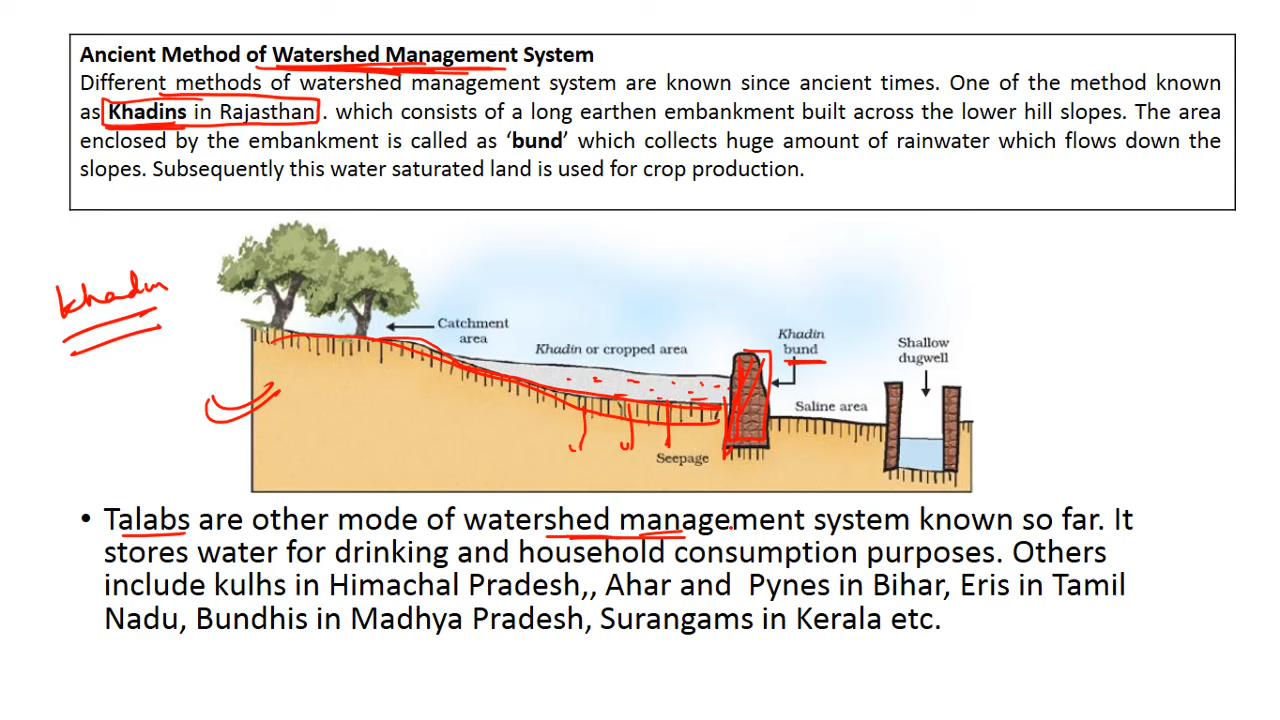 Ancient Method of Watershed Management System
Different methods of watershed management system are known since ancient times. One of the method known
as Khadins in Rajasthan . which consists of a long earthen embankment built across the lower hill slopes. The area
enclosed by the embankment is called as ‘bund’ which collects huge amount of rainwater which flows down the
slopes. Subsequently this water saturated land is used for crop production.
Khadin
Catchment
area
Khadin or cropped area
Khadin
bund
Shallow
dugwell
Saline area
Seepage
• Talabs are other mode of watershed management system known so far. It
stores water for drinking and household consumption purposes. Others
include kulhs in Himachal Pradesh,, Ahar and Pynes in Bihar, Eris in Tamil
Nadu, Bundhis in Madhya Pradesh, Surangams in Kerala etc.